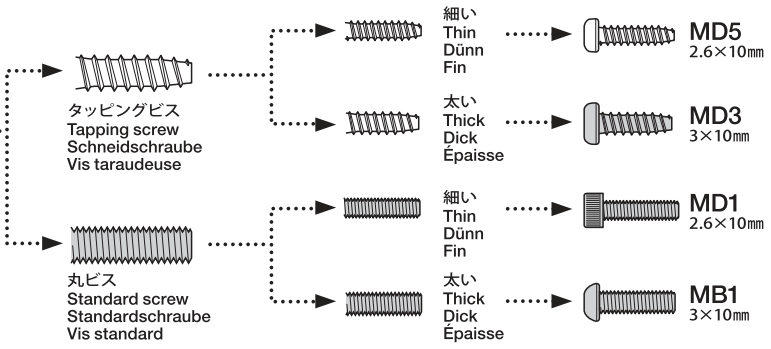 タッピングビス
Tapping screw
Schneidschraube
Vis taraudeuse
細い
Thin
Dünn
Fin
MD5
2.6×10㎜
太い
Thick
Dick
Épaisse
MD3
3×10㎜
丸ビス
Standard screw
Standardschraube
Vis standard
細い
Thin
Dünn
Fin
MD1
2.6×10㎜
太い
Thick
Dick
Épaisse
MB1
3×10㎜